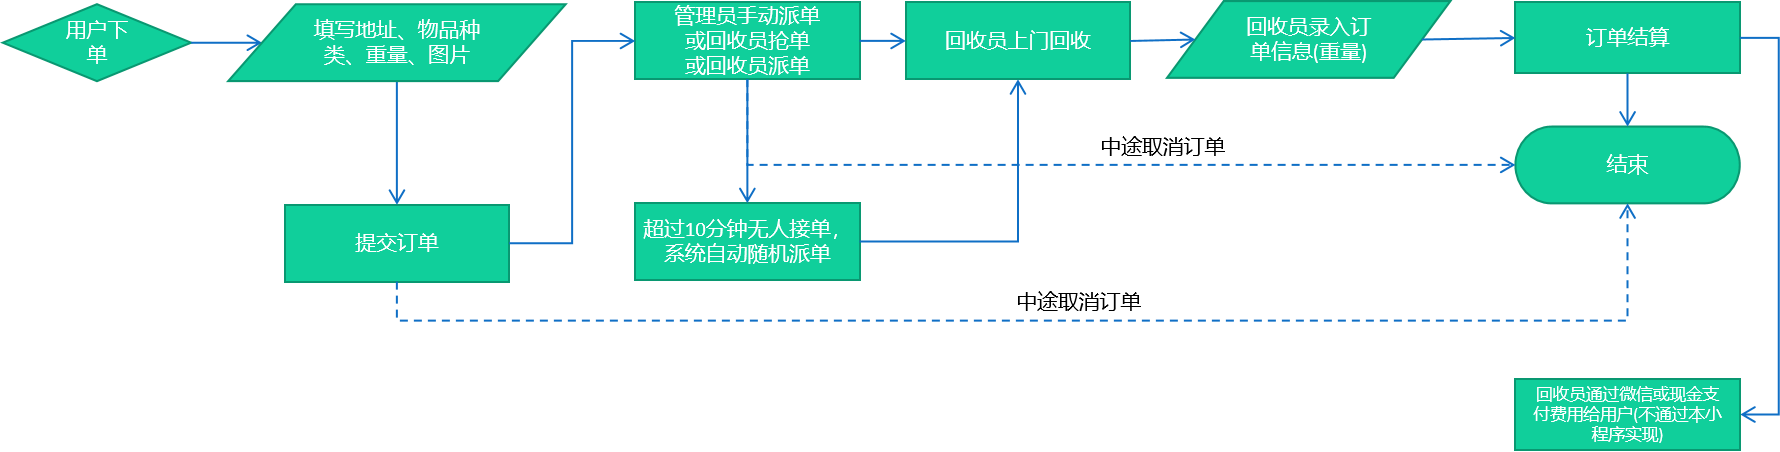 用户下
单
填写地址、物品种
类、重量、图片
管理员手动派单
或回收员抢单
或回收员派单
回收员上门回收
回收员录入订
单信息(重量)
订单结算
中途取消订单
结束
提交订单
超过10分钟无人接单，
系统自动随机派单
中途取消订单
回收员通过微信或现金支
付费用给用户(不通过本小
程序实现)